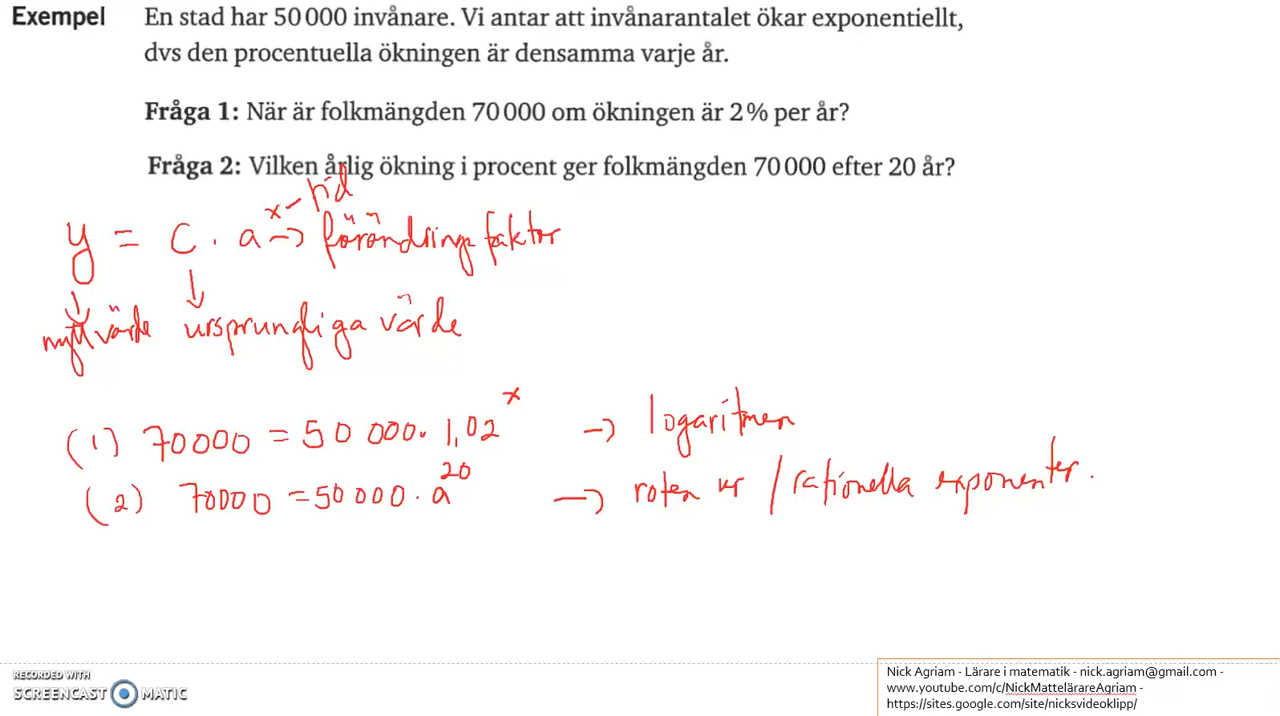 Exempel En stad har 50 000 invånare. Vi antar att invånarantalet ökar exponentiellt,
dvs den procentuella ökningen är densamma varje år.
Fråga 1: När är folkmängden 70 000 om ökningen är 2 % per år?
Fråga 2: Vilken årlig ökning i procent ger folkmängden 70 000 efter 20 år?
y = C · a^x – tid → förändringsfaktor
↓ ↓
nytt värde ursprungliga värde
(1) 70000 = 50 000 · 1,02^x → logaritmen
(2) 70000 = 50 000 · a^20 → roten ur / rationella exponenter.
RECORDED WITH
SCREENCAST MATIC
Nick Agriam - Lärare i matematik - nick.agriam@gmail.com -
www.youtube.com/c/NickMattelärareAgriam -
https://sites.google.com/site/nicksvideoklipp/